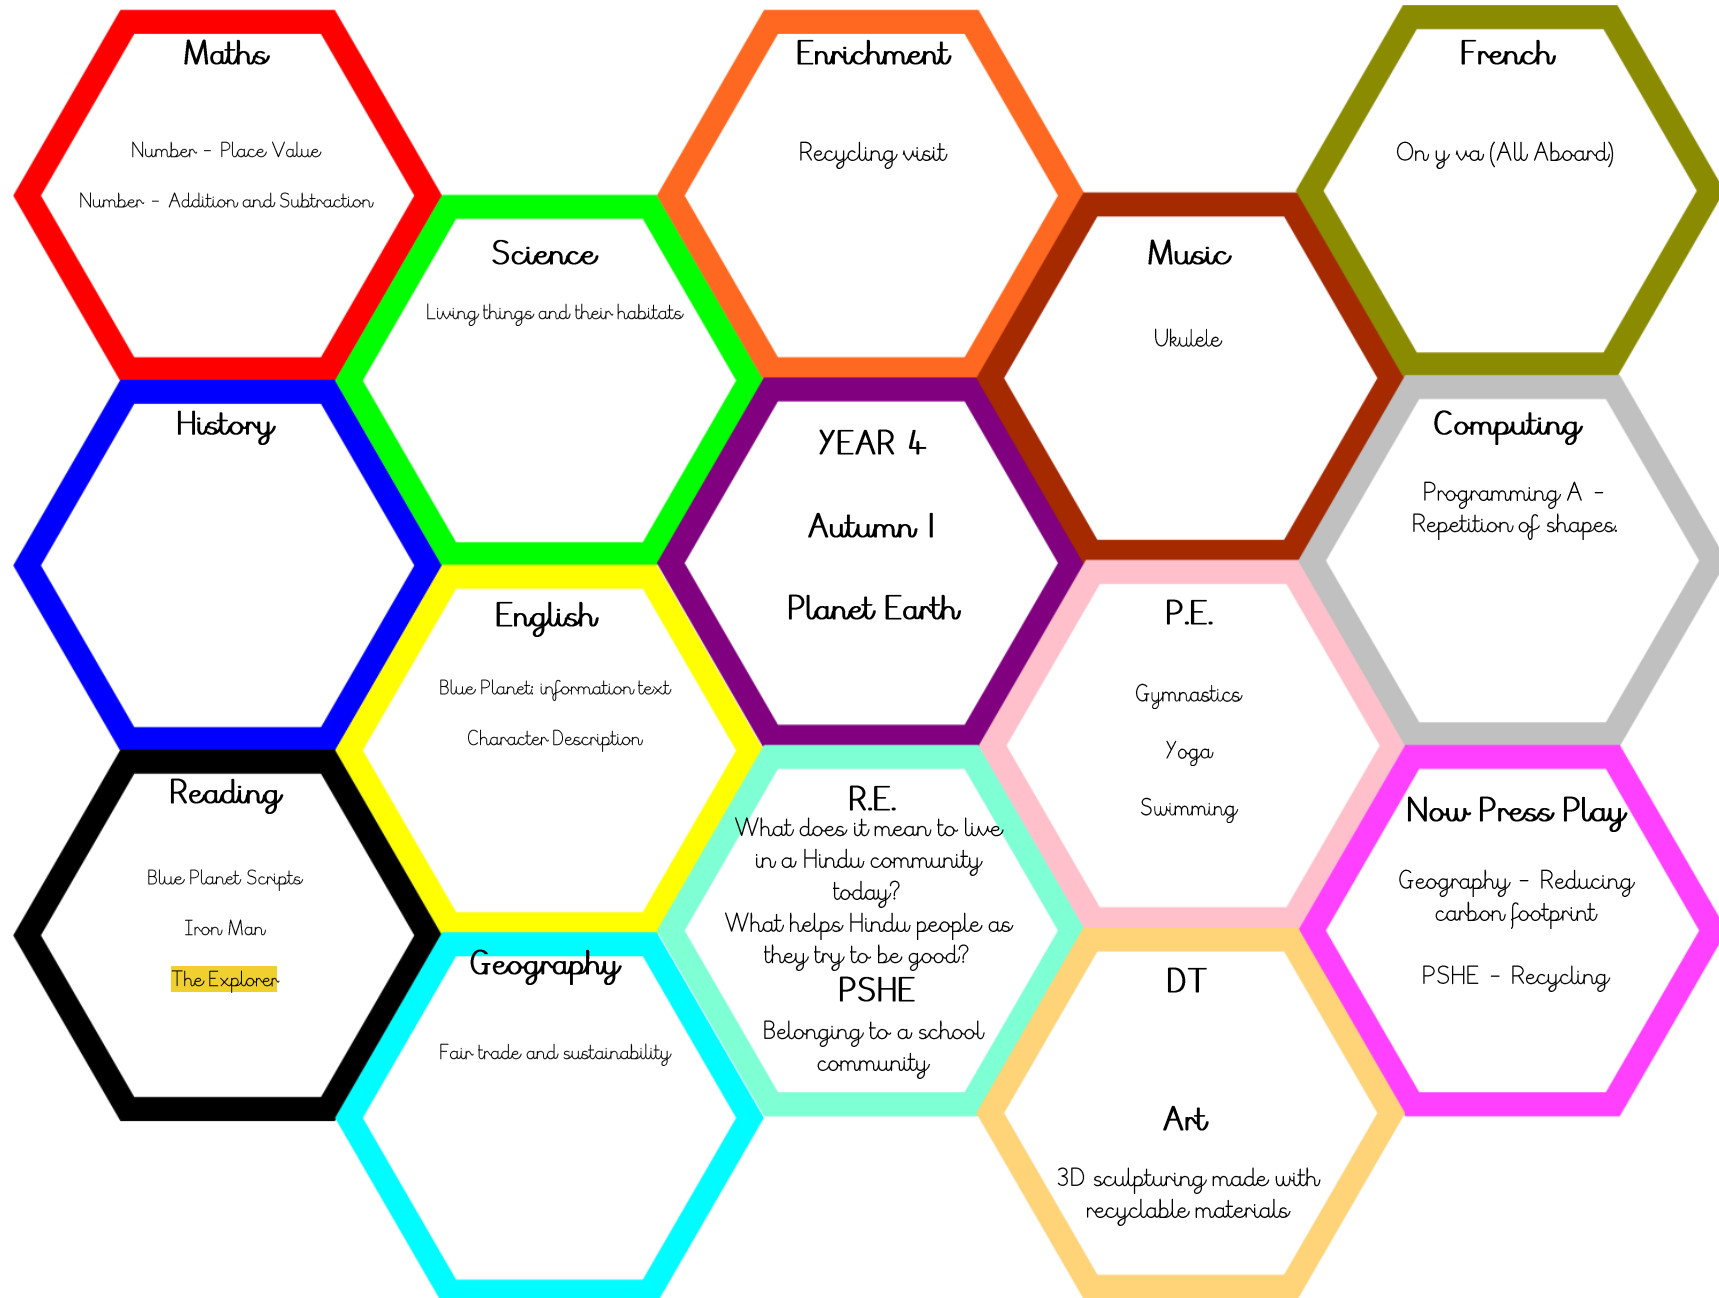 Maths
Number - Place Value
Number - Addition and Subtraction
Enrichment
Recycling visit
French
On y va (All Aboard)
Science
Living things and their habitats
Music
Ukulele
History
YEAR 4
Autumn 1
Planet Earth
Computing
Programming A -
Repetition of shapes.
English
Blue Planet: information text
Character Description
P.E.
Gymnastics
Yoga
Swimming
Reading
Blue Planet Scripts
Iron Man
The Explorer
R.E.
What does it mean to live
in a Hindu community
today?
What helps Hindu people as
they try to be good?
PSHE
Belonging to a school
community
Now Press Play
Geography - Reducing
carbon footprint
PSHE - Recycling
Geography
Fair trade and sustainability
DT
Art
3D sculpturing made with
recyclable materials